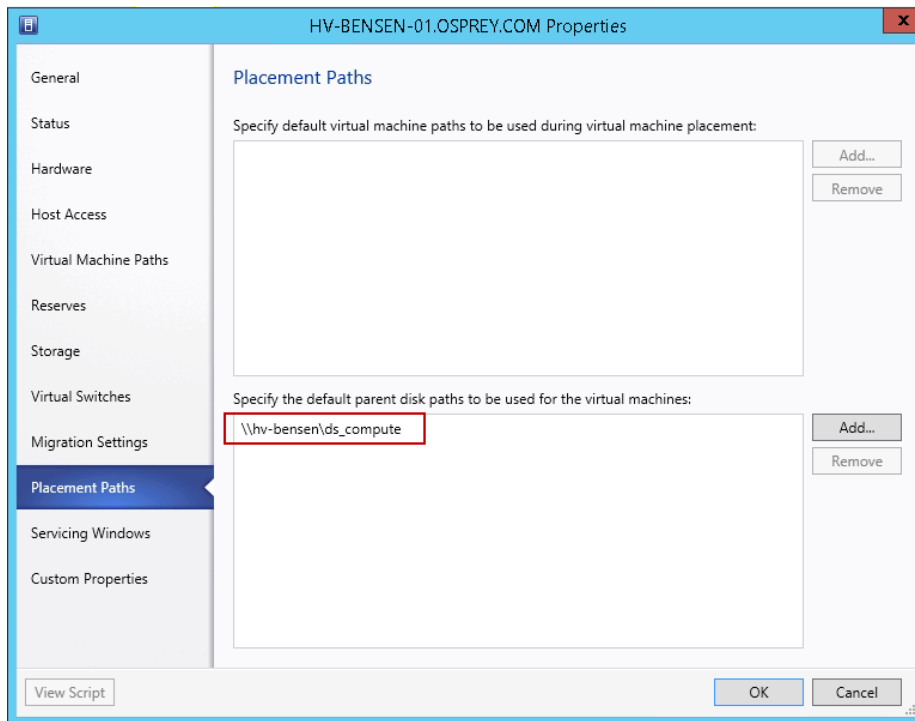 HV-BENSEN-01.OSPREY.COM Properties
x
General
Status
Hardware
Host Access
Virtual Machine Paths
Reserves
Storage
Virtual Switches
Migration Settings
Placement Paths
Servicing Windows
Custom Properties
Placement Paths
Specify default virtual machine paths to be used during virtual machine placement:
Add...
Remove
Specify the default parent disk paths to be used for the virtual machines:
\\hv-bensen\ds_compute
Add...
Remove
View Script
OK
Cancel